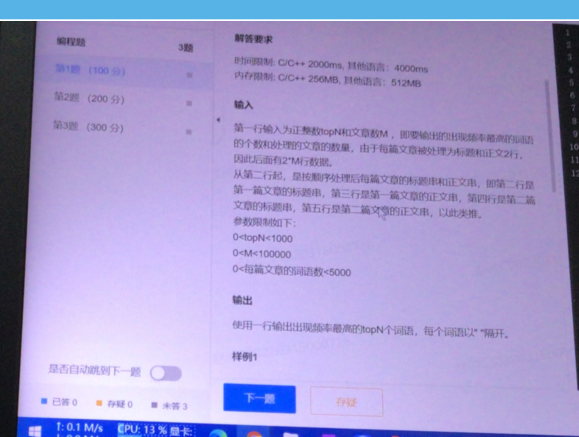 编程题 3题
第1题 (100 分)
第2题 (200 分)
第3题 (300 分)
解答要求
时间限制: C/C++ 2000ms, 其他语言: 4000ms
内存限制: C/C++ 256MB, 其他语言: 512MB
输入
第一行输入为正整数topN和文章数M ,即要输出的出现频率最高的词语
的个数和处理的文章的数量,由于每篇文章被处理为标题和正文2行,
因此后面有2*M行数据。
从第二行起,是按顺序处理后每篇文章的标题串和正文串,即第二行是
第一篇文章的标题串,第三行是第一篇文章的正文串,第四行是第二篇
文章的标题串,第五行是第二篇文章的正文串,以此类推。
参数限制如下:
0<topN<1000
0<M<100000
0<每篇文章的词语数<5000
输出
使用一行输出出现频率最高的topN个词语,每个词语以" "隔开。
样例1
是否自动跳到下一题
下一题
存疑
已答 0 存疑 0 未答 3
1
2
3
4
5
6
7
8
9
10
11
12
T: 0.1 M/s CPU: 13 % 显卡: